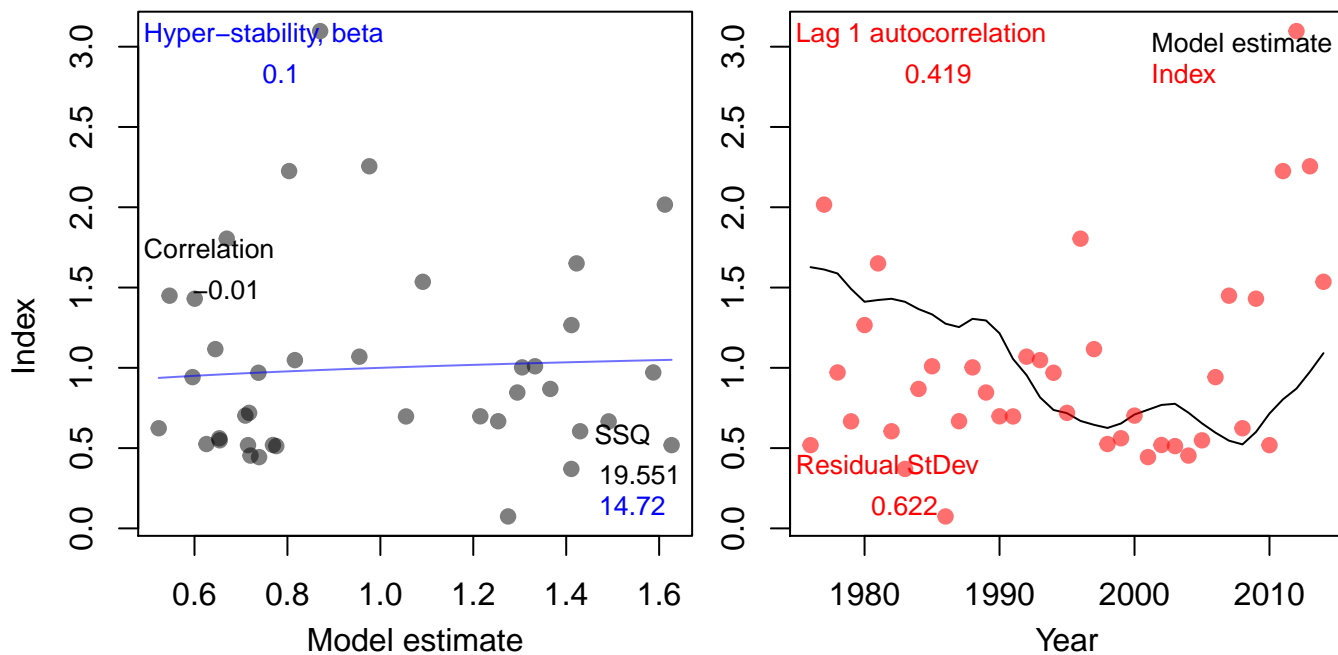 Hyper−stability, beta
0.1
Correlation
−0.01
SSQ
19.551
14.72
0.0
0.5
1.0
1.5
2.0
2.5
3.0
Index
0.6 0.8 1.0 1.2 1.4 1.6
Model estimate
Lag 1 autocorrelation
0.419
Model estimate
Index
Residual StDev
0.622
0.0
0.5
1.0
1.5
2.0
2.5
3.0
1980 1990 2000 2010
Year